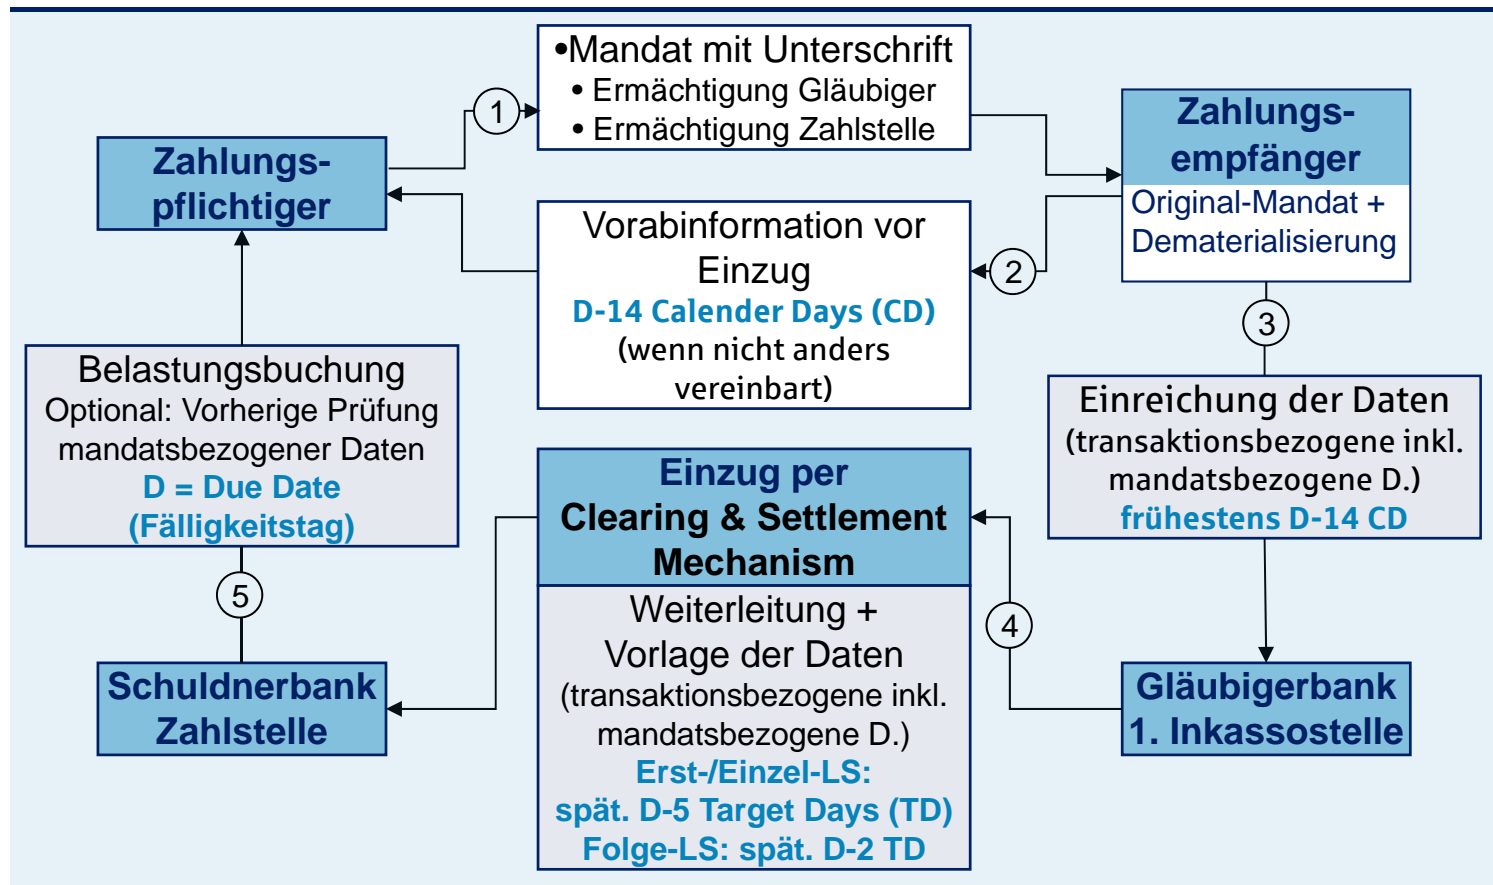 •Mandat mit Unterschrift
• Ermächtigung Gläubiger
• Ermächtigung Zahlstelle
1
Zahlungs-
pflichtiger
Zahlungs-
empfänger
Original-Mandat +
Dematerialisierung
Vorabinformation vor
Einzug
D-14 Calender Days (CD)
(wenn nicht anders
vereinbart)
2
3
Belastungsbuchung
Optional: Vorherige Prüfung
mandatsbezogener Daten
D = Due Date
(Fälligkeitstag)
Einreichung der Daten
(transaktionsbezogene inkl.
mandatsbezogene D.)
frühestens D-14 CD
Einzug per
Clearing & Settlement
Mechanism
Weiterleitung +
Vorlage der Daten
(transaktionsbezogene inkl.
mandatsbezogene D.)
Erst-/Einzel-LS:
spät. D-5 Target Days (TD)
Folge-LS: spät. D-2 TD
4
5
Schuldnerbank
Zahlstelle
Gläubigerbank
1. Inkassostelle